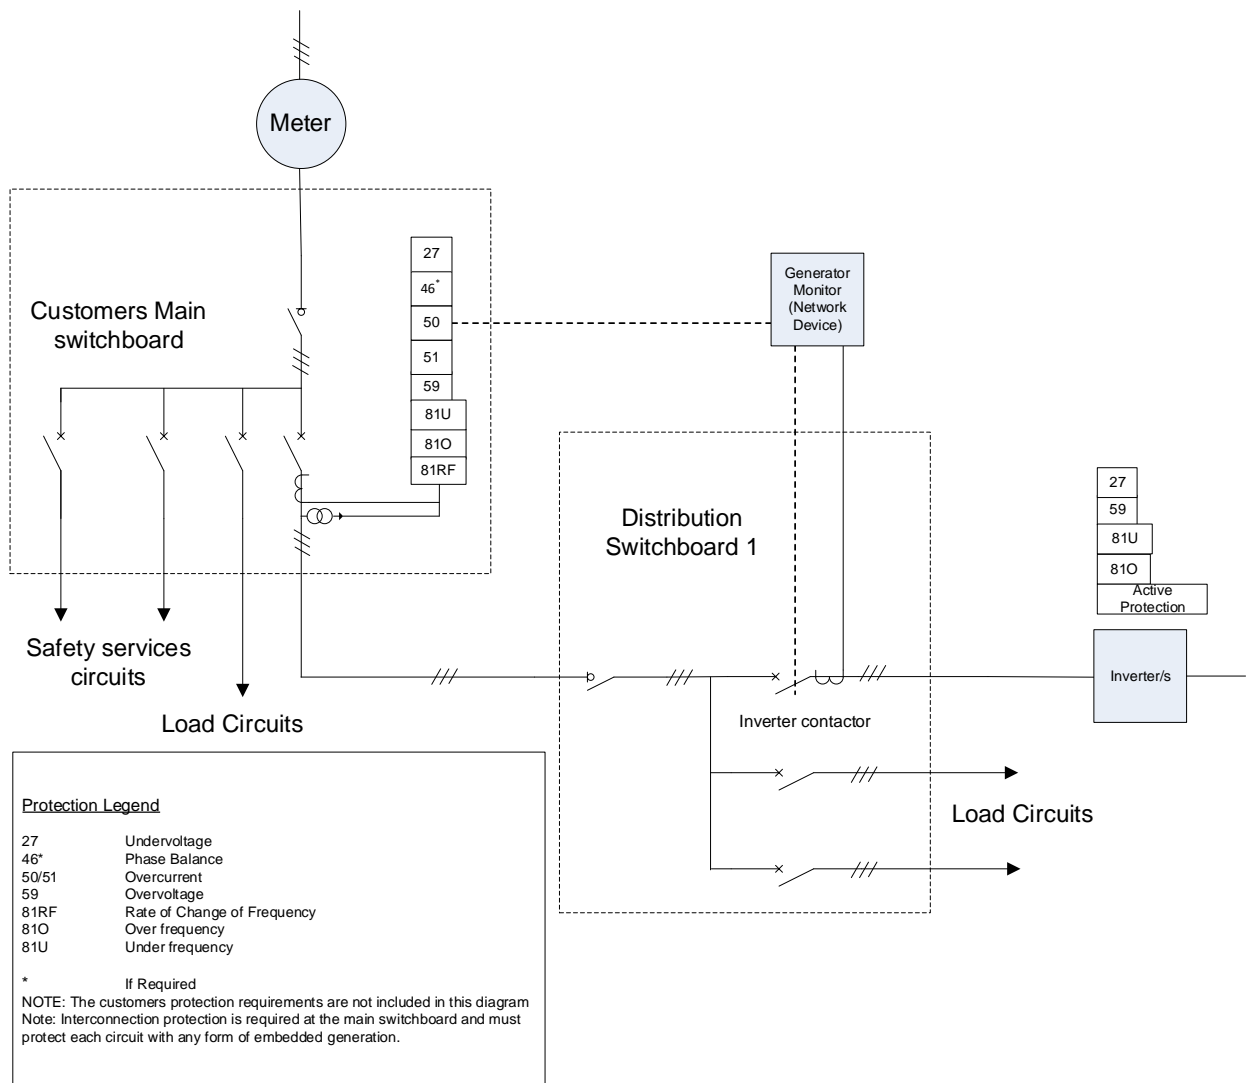 Meter
Customers Main
switchboard
27
46*
50
51
59
81U
81O
81RF
Generator
Monitor
(Network
Device)
Distribution
Switchboard 1
27
59
81U
81O
Active
Protection
Inverter/s
Inverter contactor
Safety services
circuits
Load Circuits
Load Circuits
Protection Legend
27 Undervoltage
46* Phase Balance
50/51 Overcurrent
59 Overvoltage
81RF Rate of Change of Frequency
81O Over frequency
81U Under frequency
* If Required
NOTE: The customers protection requirements are not included in this diagram
Note: Interconnection protection is required at the main switchboard and must
protect each circuit with any form of embedded generation.